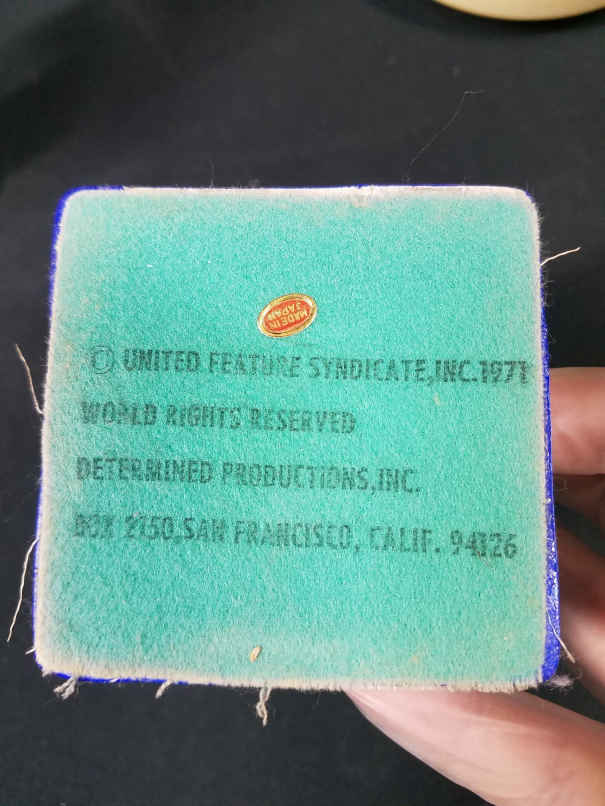 MADE IN
JAPAN
© UNITED FEATURE SYNDICATE,INC.1971
WORLD RIGHTS RESERVED
DETERMINED PRODUCTIONS,INC.
BOX 2150,SAN FRANCISCO, CALIF. 94126